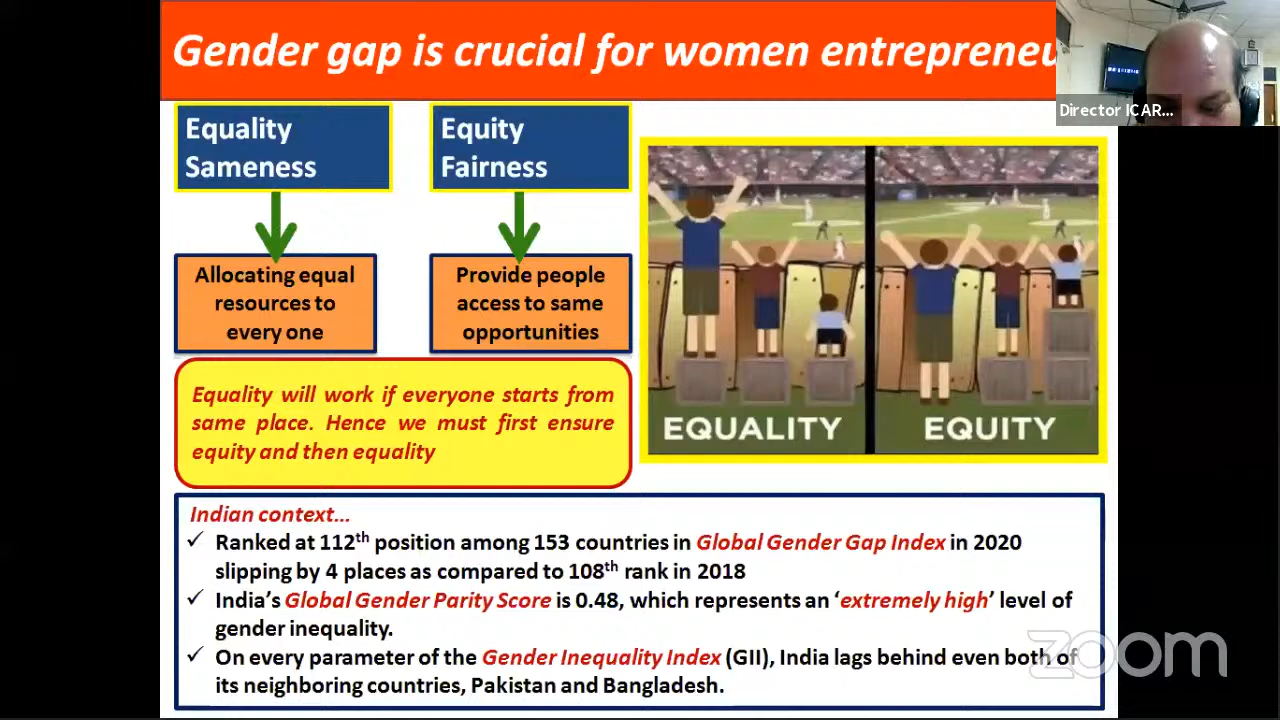 Gender gap is crucial for women entrepreneu
Director ICAR...
Equality
Sameness
Equity
Fairness
Allocating equal
resources to
every one
Provide people
access to same
opportunities
Equality will work if everyone starts from
same place. Hence we must first ensure
equity and then equality
EQUALITY
EQUITY
Indian context...
✓ Ranked at 112th position among 153 countries in Global Gender Gap Index in 2020
slipping by 4 places as compared to 108th rank in 2018
✓ India's Global Gender Parity Score is 0.48, which represents an 'extremely high' level of
gender inequality.
✓ On every parameter of the Gender Inequality Index (GII), India lags behind even both of
its neighboring countries, Pakistan and Bangladesh.
zoom